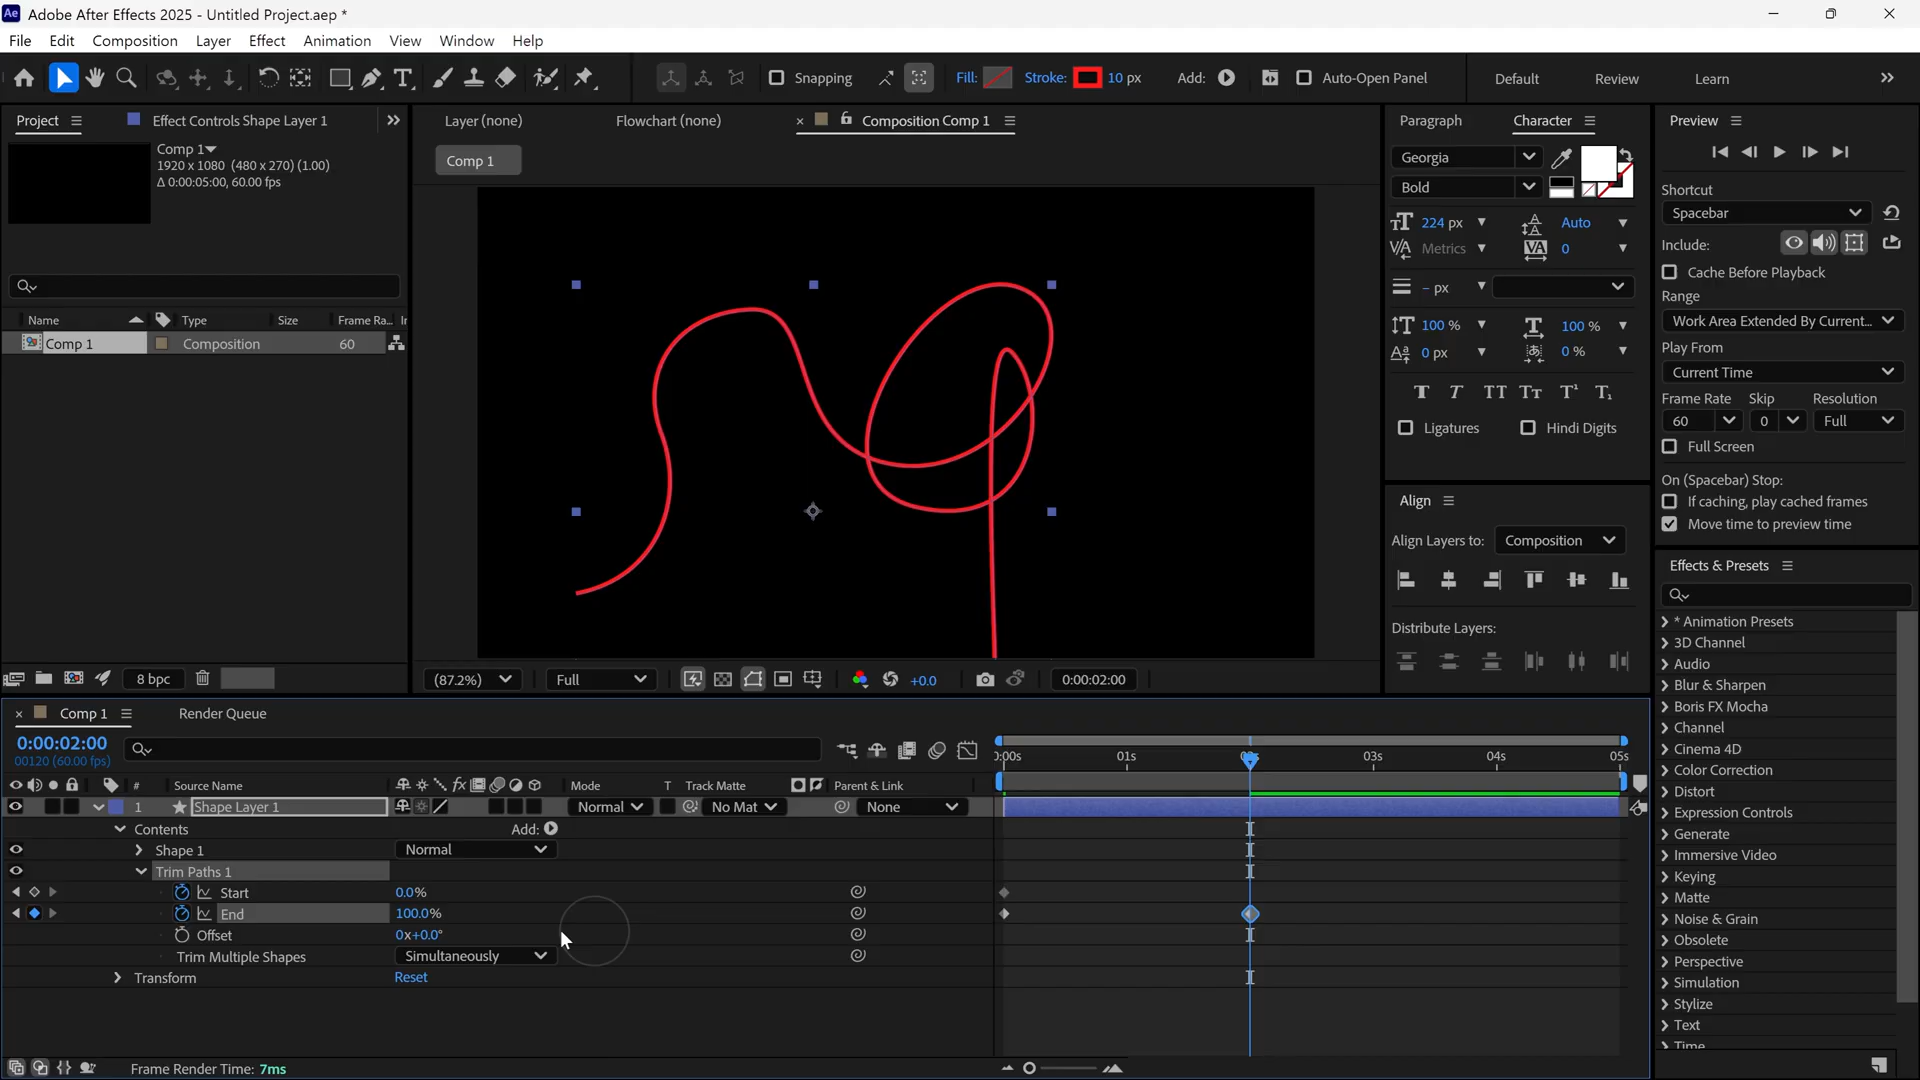 Ae Adobe After Effects 2025 - Untitled Project.aep *
File Edit Composition Layer Effect Animation View Window Help
Snapping Fill: Stroke: 10 px Add: Auto-Open Panel Default Review Learn
Project Effect Controls Shape Layer 1
Layer (none) Flowchart (none) Composition Comp 1
Comp 1
Comp 1
1920 x 1080 (480 x 270) (1.00)
Δ 0:00:05:00, 60.00 fps
Name Type Size Frame Ra...
Comp 1 Composition 60
8 bpc
(87.2%) Full +0.0 0:00:02:00
Paragraph Character
Georgia
Bold
224 px Auto
Metrics 0
– px
100 % 100 %
0 px 0 %
T T TT Tт T¹ T₁
Ligatures Hindi Digits
Align
Align Layers to: Composition
Distribute Layers:
Preview
Shortcut
Spacebar
Include:
Cache Before Playback
Range
Work Area Extended By Current...
Play From
Current Time
Frame Rate Skip Resolution
60 0 Full
Full Screen
On (Spacebar) Stop:
If caching, play cached frames
Move time to preview time
Effects & Presets
* Animation Presets
3D Channel
Audio
Blur & Sharpen
Boris FX Mocha
Channel
Cinema 4D
Color Correction
Distort
Expression Controls
Generate
Immersive Video
Keying
Matte
Noise & Grain
Obsolete
Perspective
Simulation
Stylize
Text
Time
Comp 1 Render Queue
0:00:02:00
00120 (60.00 fps)
:00s 01s 03s 04s 05s
# Source Name fx Mode T Track Matte Parent & Link
1 Shape Layer 1 Normal No Mat None
Contents Add:
Shape 1 Normal
Trim Paths 1
Start 0.0%
End 100.0%
Offset 0x+0.0°
Trim Multiple Shapes Simultaneously
Transform Reset
Frame Render Time: 7ms